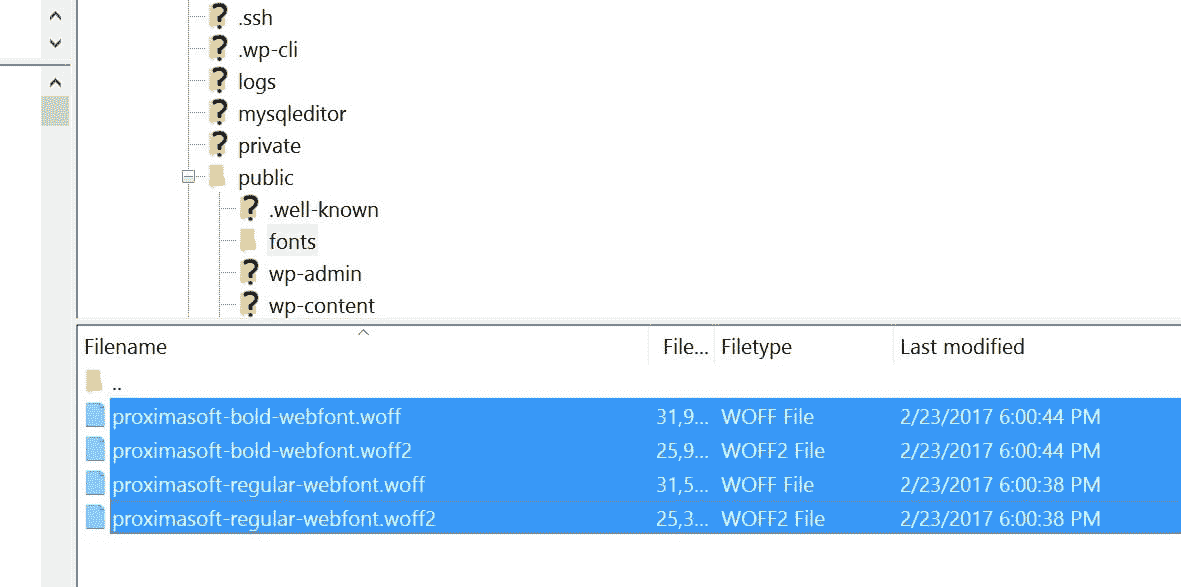 .ssh
.wp-cli
logs
mysqleditor
private
public
.well-known
fonts
wp-admin
wp-content
Filename File... Filetype Last modified
..
proximasoft-bold-webfont.woff 31,9... WOFF File 2/23/2017 6:00:44 PM
proximasoft-bold-webfont.woff2 25,9... WOFF2 File 2/23/2017 6:00:44 PM
proximasoft-regular-webfont.woff 31,5... WOFF File 2/23/2017 6:00:38 PM
proximasoft-regular-webfont.woff2 25,3... WOFF2 File 2/23/2017 6:00:38 PM